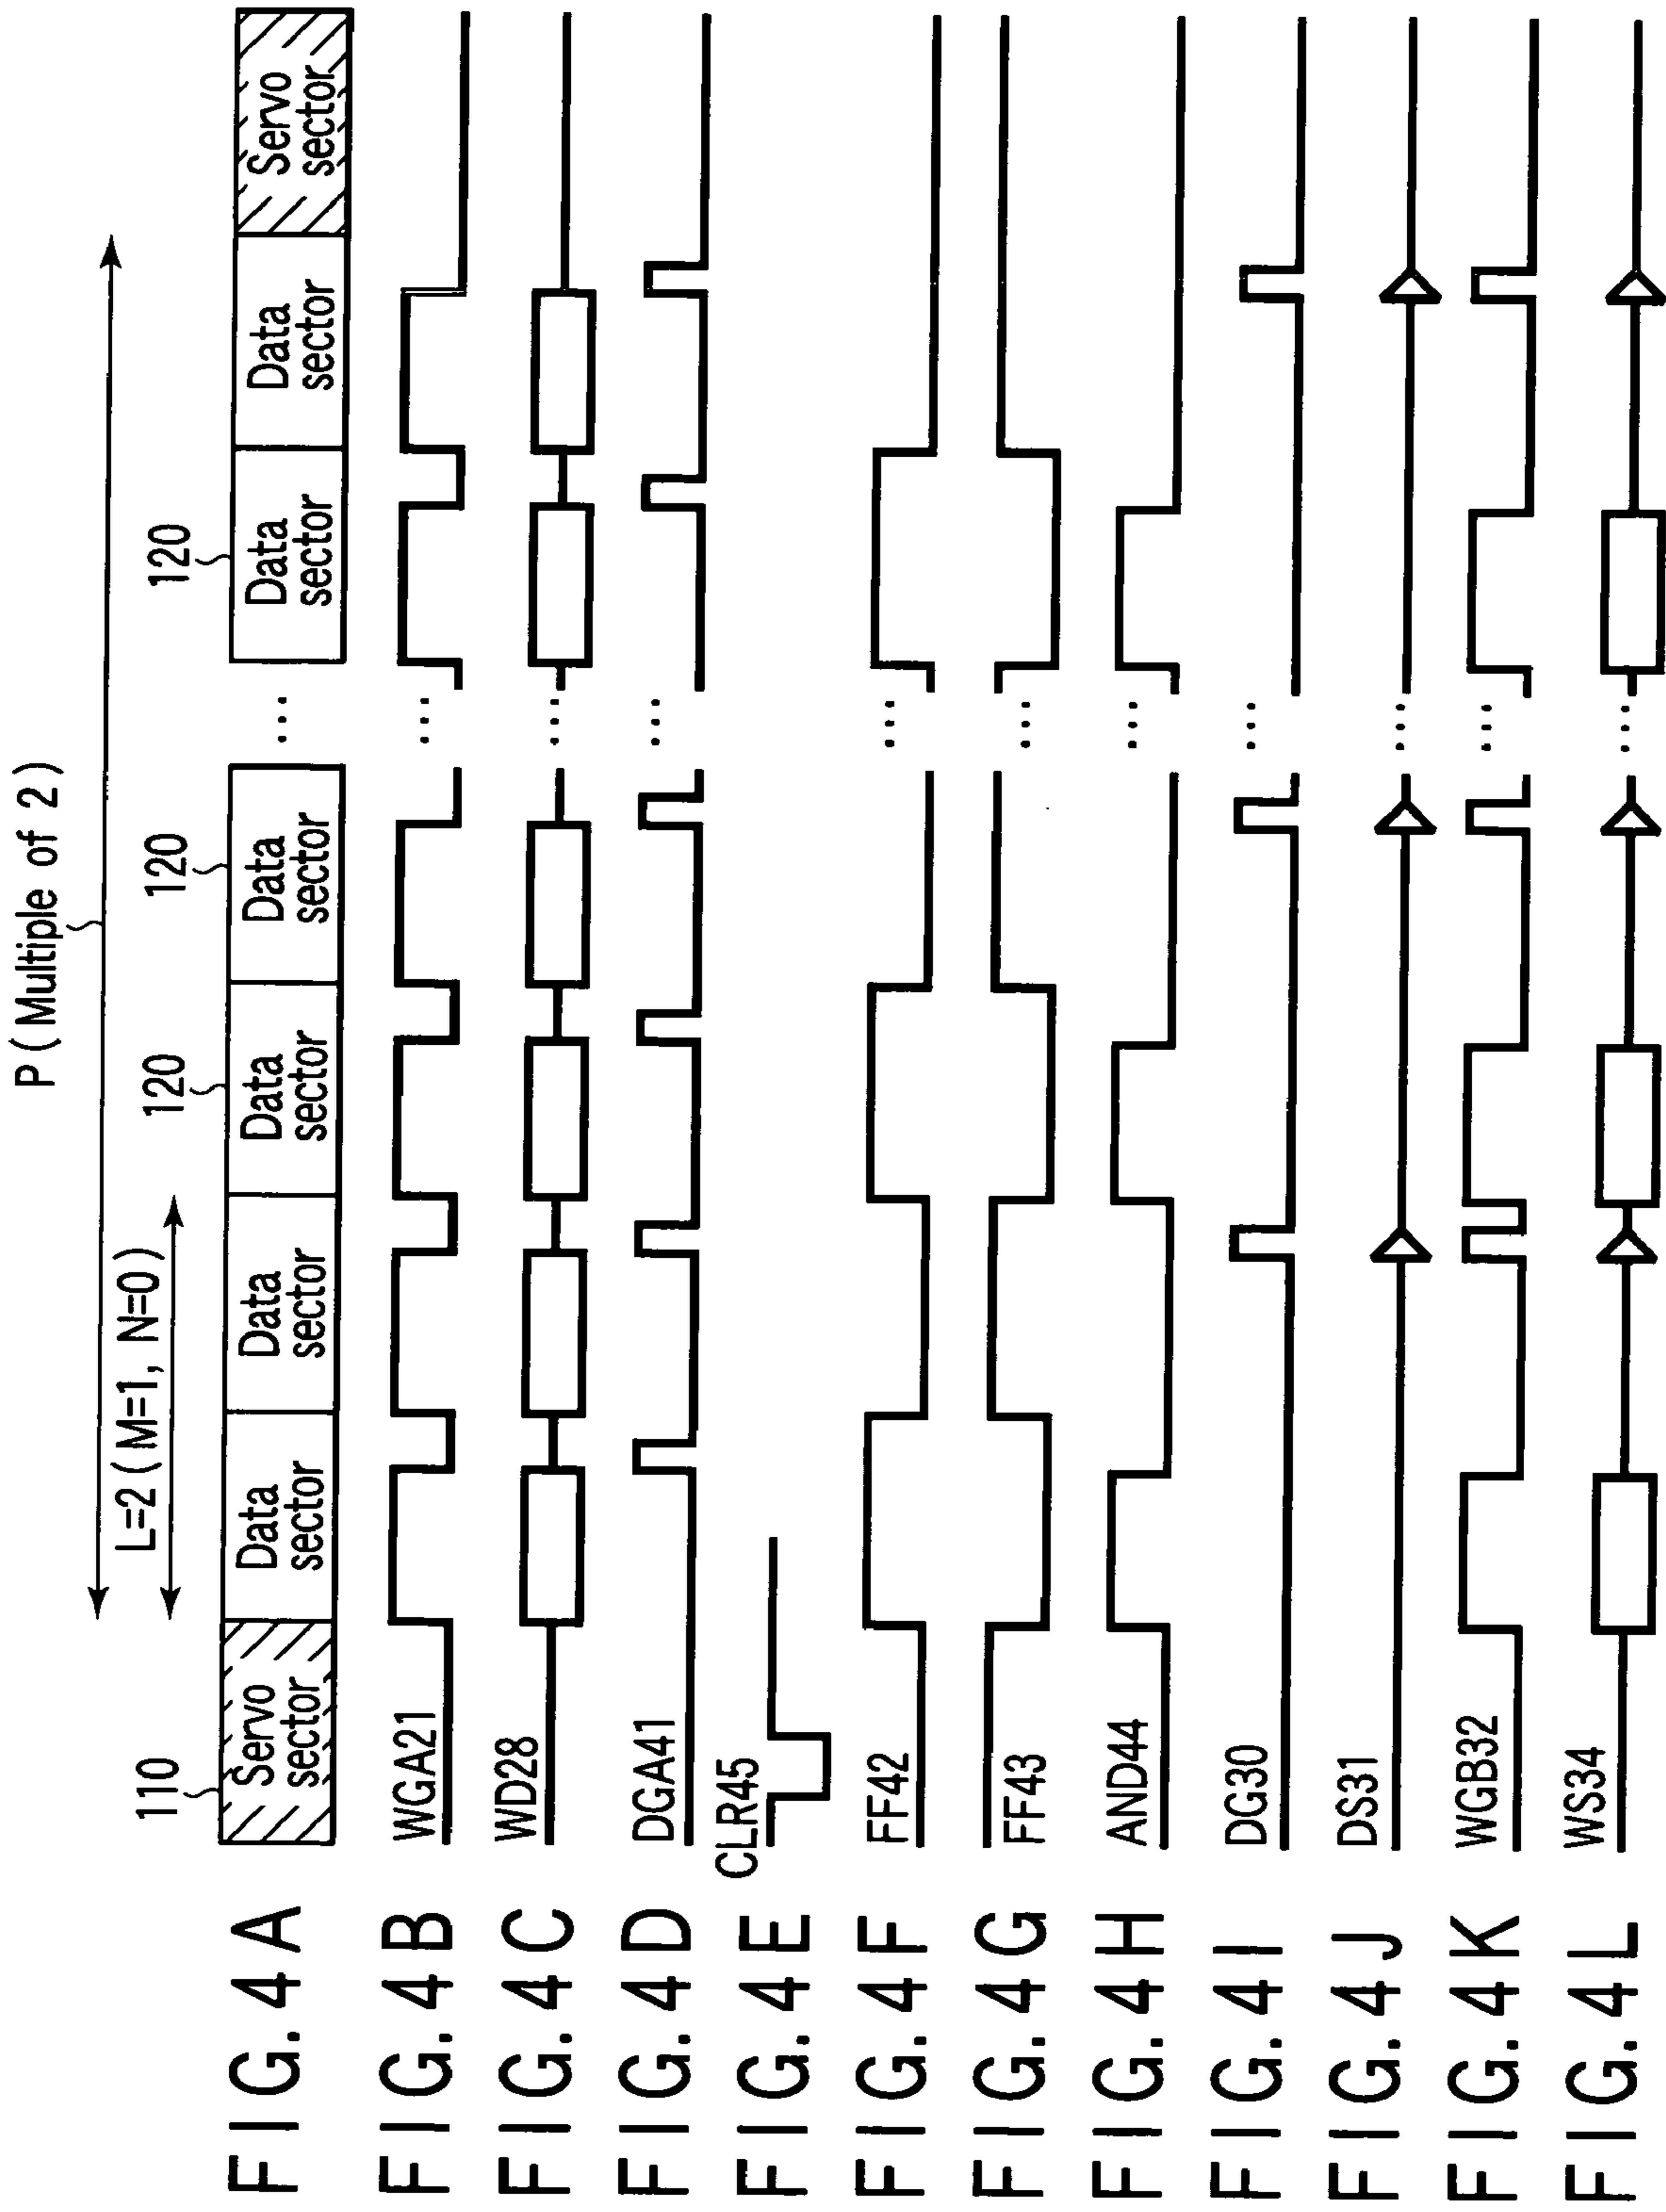 P ( Multiple of 2 )
L=2 ( M=1, N=0 )
110
120
120
120
FIG. 4A
Servo sector
Data sector
Data sector
Data sector
Data sector
...
Data sector
Data sector
Servo sector
FIG. 4B
WGA21
...
FIG. 4C
WD28
...
FIG. 4D
DGA41
...
FIG. 4E
CLR45
FIG. 4F
FF42
...
FIG. 4G
FF43
...
FIG. 4H
AND44
...
FIG. 4I
DG30
...
FIG. 4J
DS31
...
FIG. 4K
WGB32
...
FIG. 4L
WS34
...